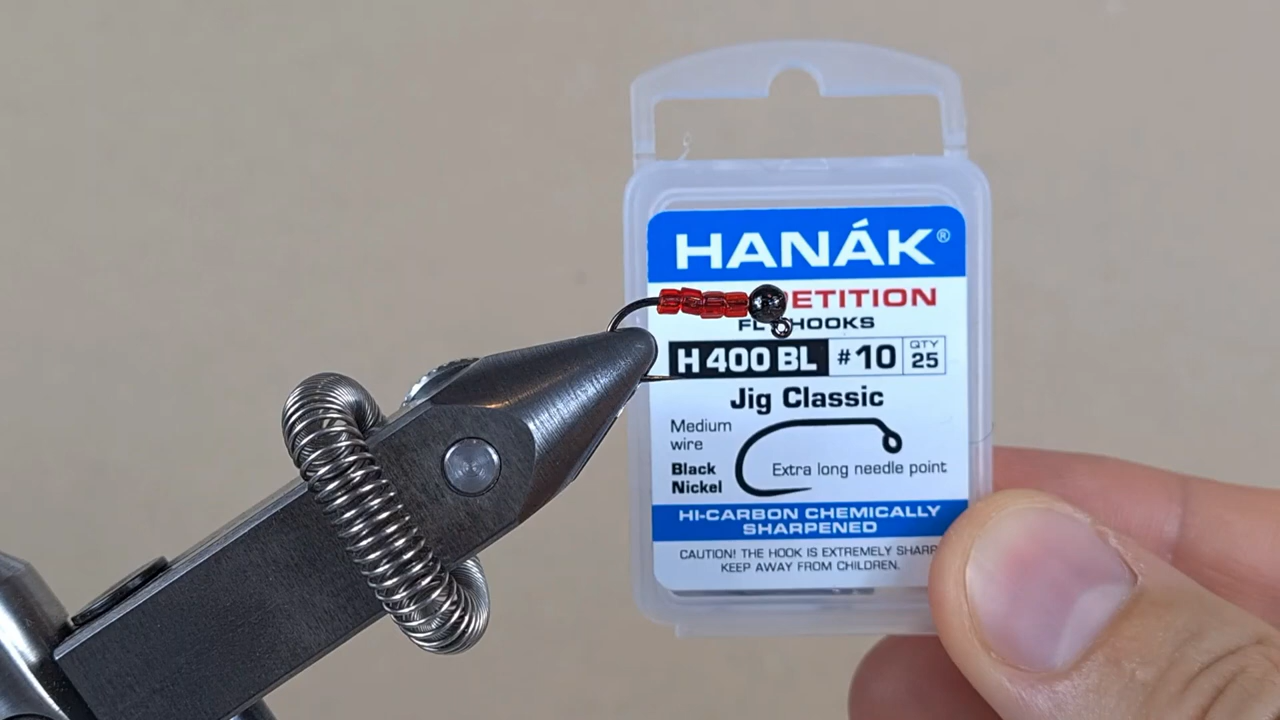 HANÁK®
ETITION
FL HOOKS
H 400 BL #10 QTY 25
Jig Classic
Medium
wire
Black
Nickel
Extra long needle point
HI-CARBON CHEMICALLY
SHARPENED
CAUTION! THE HOOK IS EXTREMELY SHARP
KEEP AWAY FROM CHILDREN.